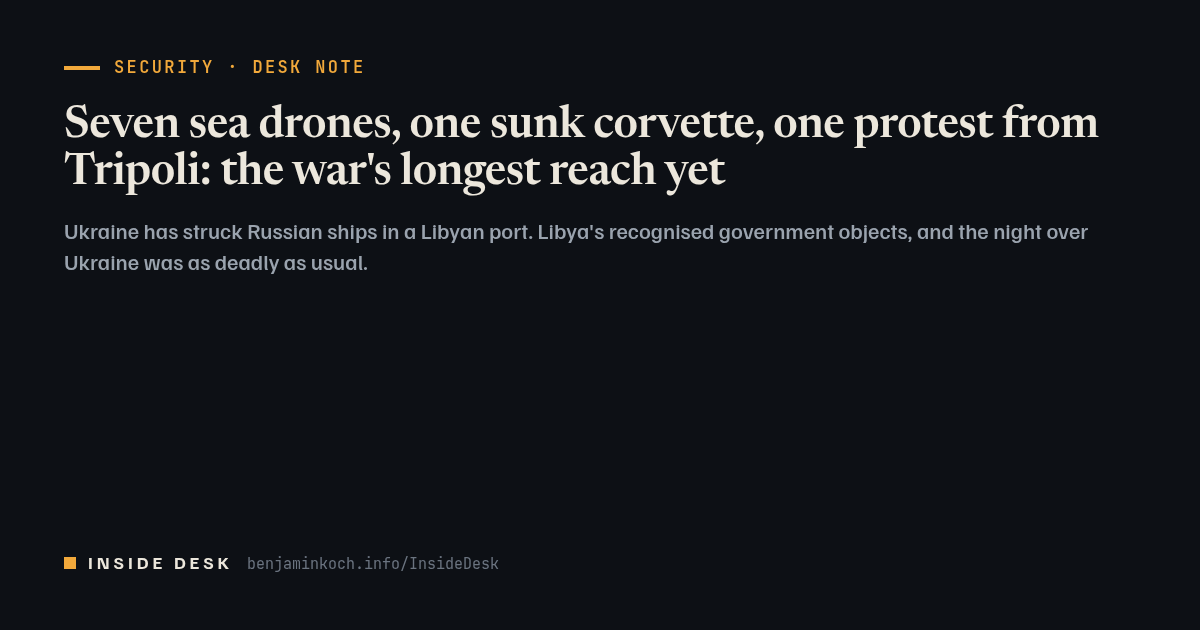 SECURITY · DESK NOTE
Seven sea drones, one sunk corvette, one protest from
Tripoli: the war's longest reach yet
Ukraine has struck Russian ships in a Libyan port. Libya's recognised government objects, and the night over
Ukraine was as deadly as usual.
INSIDE DESK benjaminkoch.info/InsideDesk